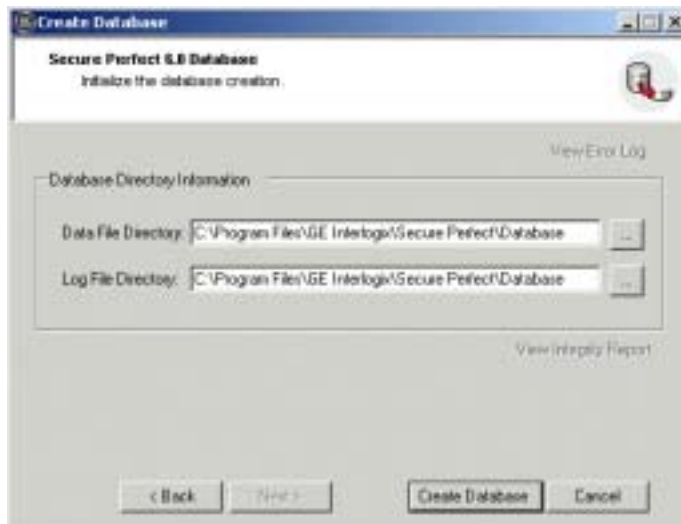 Create Database
Secure Perfect 6.0 Database
Initialize the database creation.
View Error Log
Database Directory Information
Data File Directory: C:\Program Files\GE Interlogix\Secure Perfect\Database ...
Log File Directory: C:\Program Files\GE Interlogix\Secure Perfect\Database ...
View Integrity Report
< Back Next > Create Database Cancel